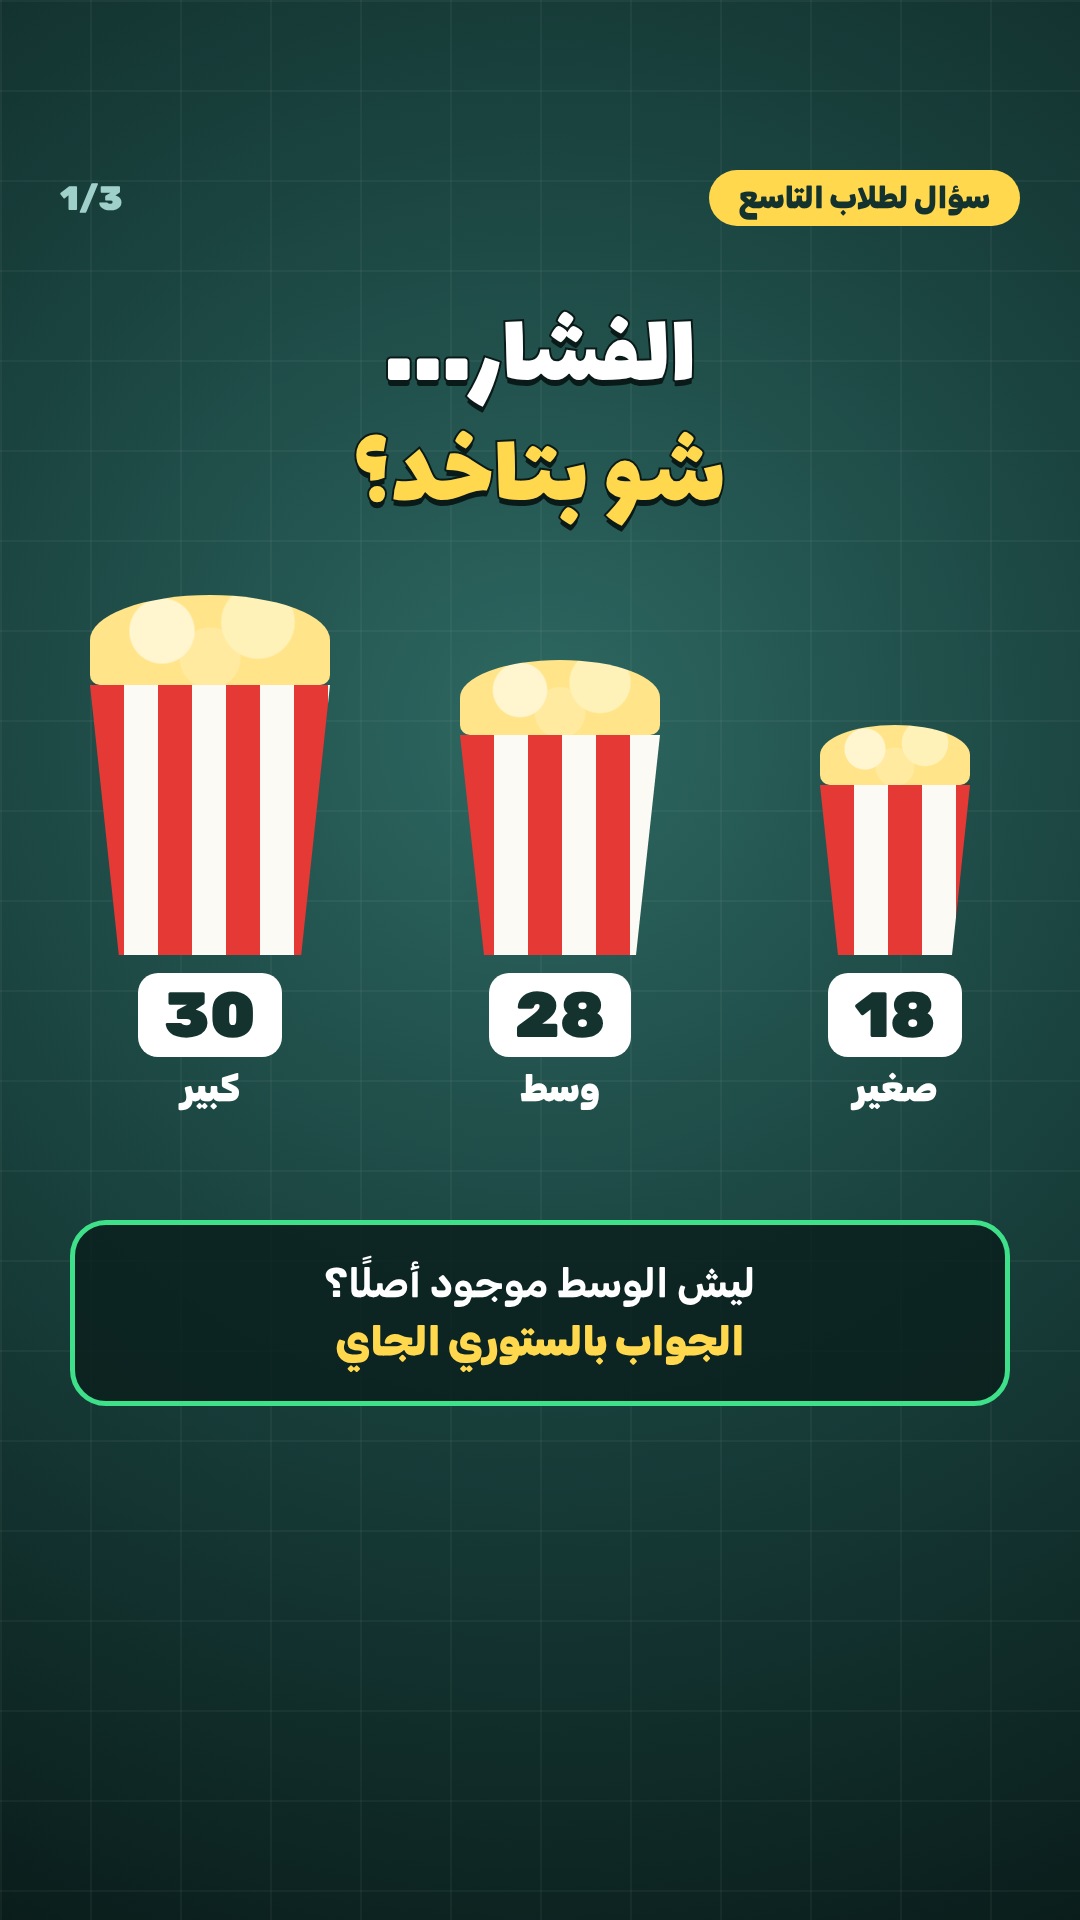 سؤال لطلاب التاسع
1/3
الفشار...
شو بتاخد؟
18
صغير
28
وسط
30
كبير
ليش الوسط موجود أصلًا؟
الجواب بالستوري الجاي